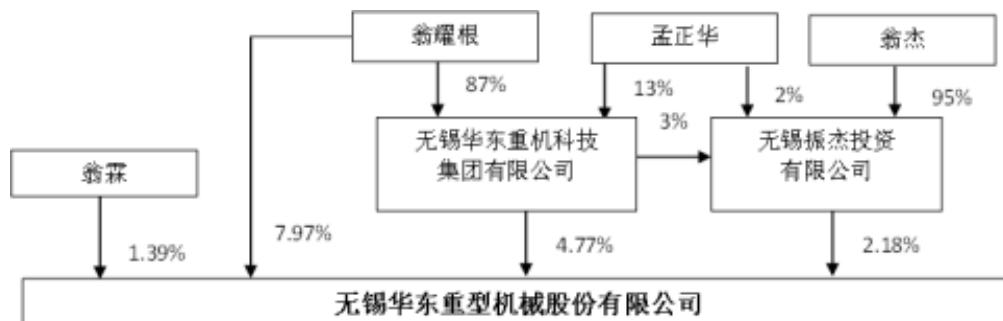 翁耀根
孟正华
翁杰
87%
13%
2%
95%
3%
无锡华东重机科技
集团有限公司
无锡振杰投资
有限公司
翁霖
1.39%
7.97%
4.77%
2.18%
无锡华东重型机械股份有限公司